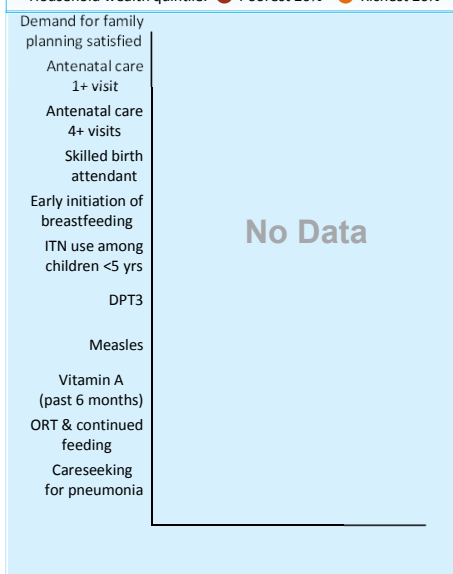 Demand for family
planning satisfied
Antenatal care
1+ visit
Antenatal care
4+ visits
Skilled birth
attendant
Early initiation of
breastfeeding
ITN use among
children <5 yrs
No Data
DPT3
Measles
Vitamin A
(past 6 months)
ORT & continued
feeding
Careseeking
for pneumonia